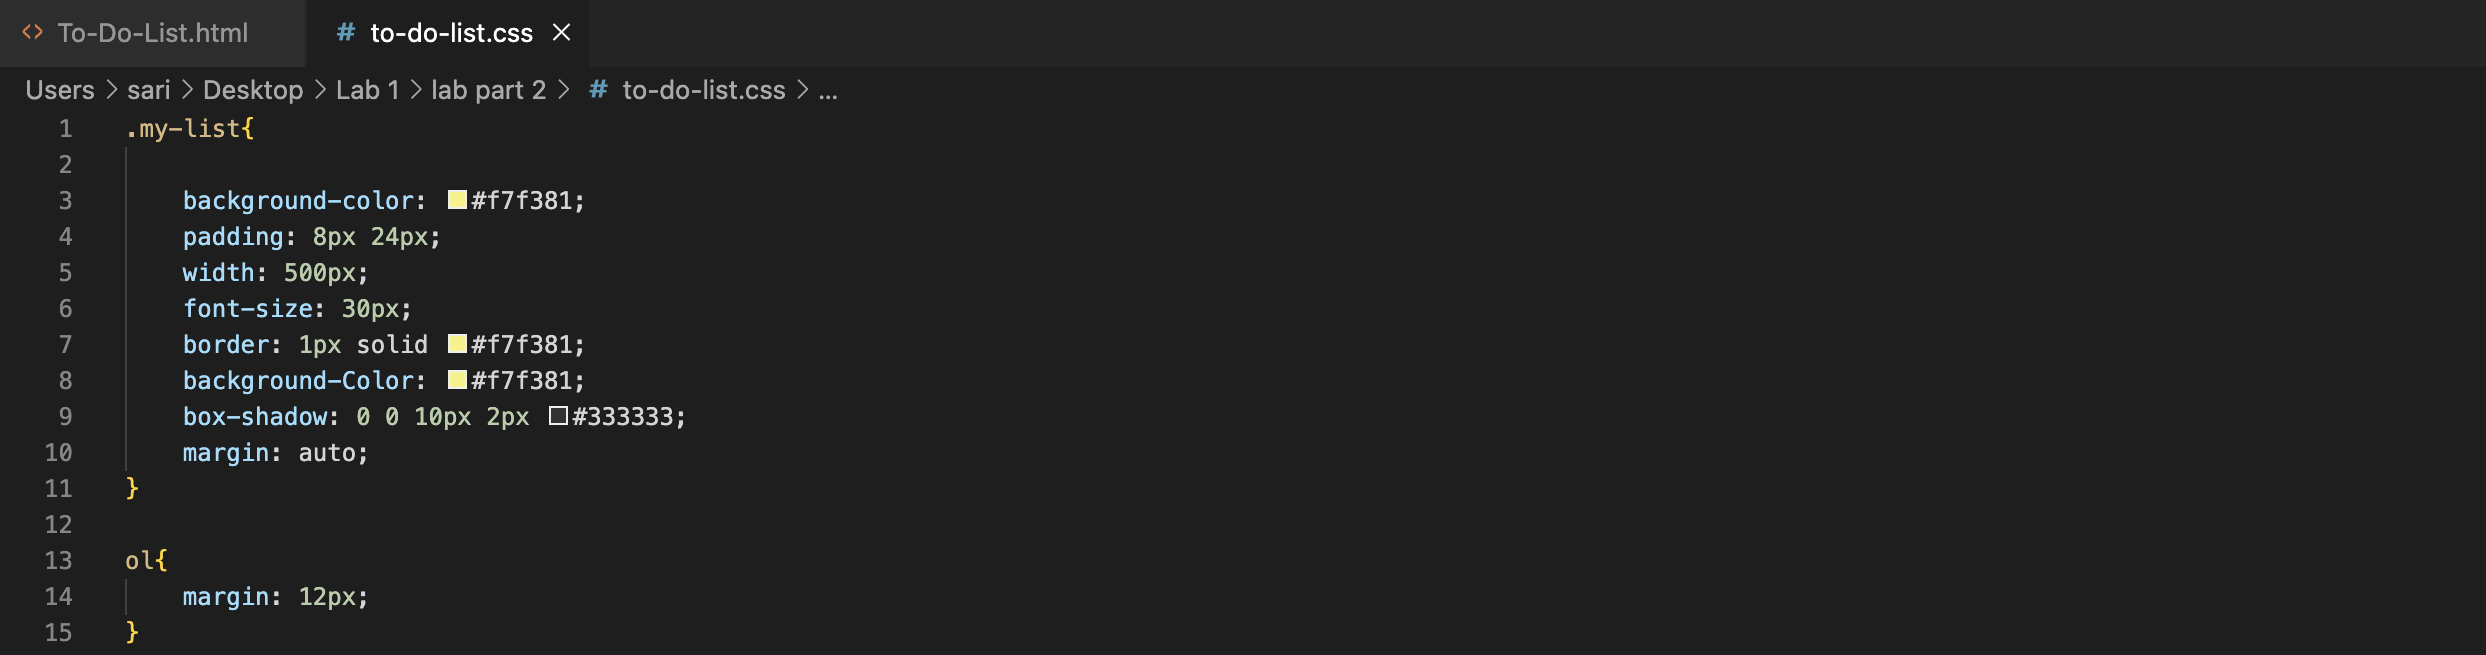 <> To-Do-List.html # to-do-list.css ×
Users > sari > Desktop > Lab 1 > lab part 2 > # to-do-list.css > ...
1 .my-list{
2
3 background-color: #f7f381;
4 padding: 8px 24px;
5 width: 500px;
6 font-size: 30px;
7 border: 1px solid #f7f381;
8 background-Color: #f7f381;
9 box-shadow: 0 0 10px 2px #333333;
10 margin: auto;
11 }
12
13 ol{
14 margin: 12px;
15 }